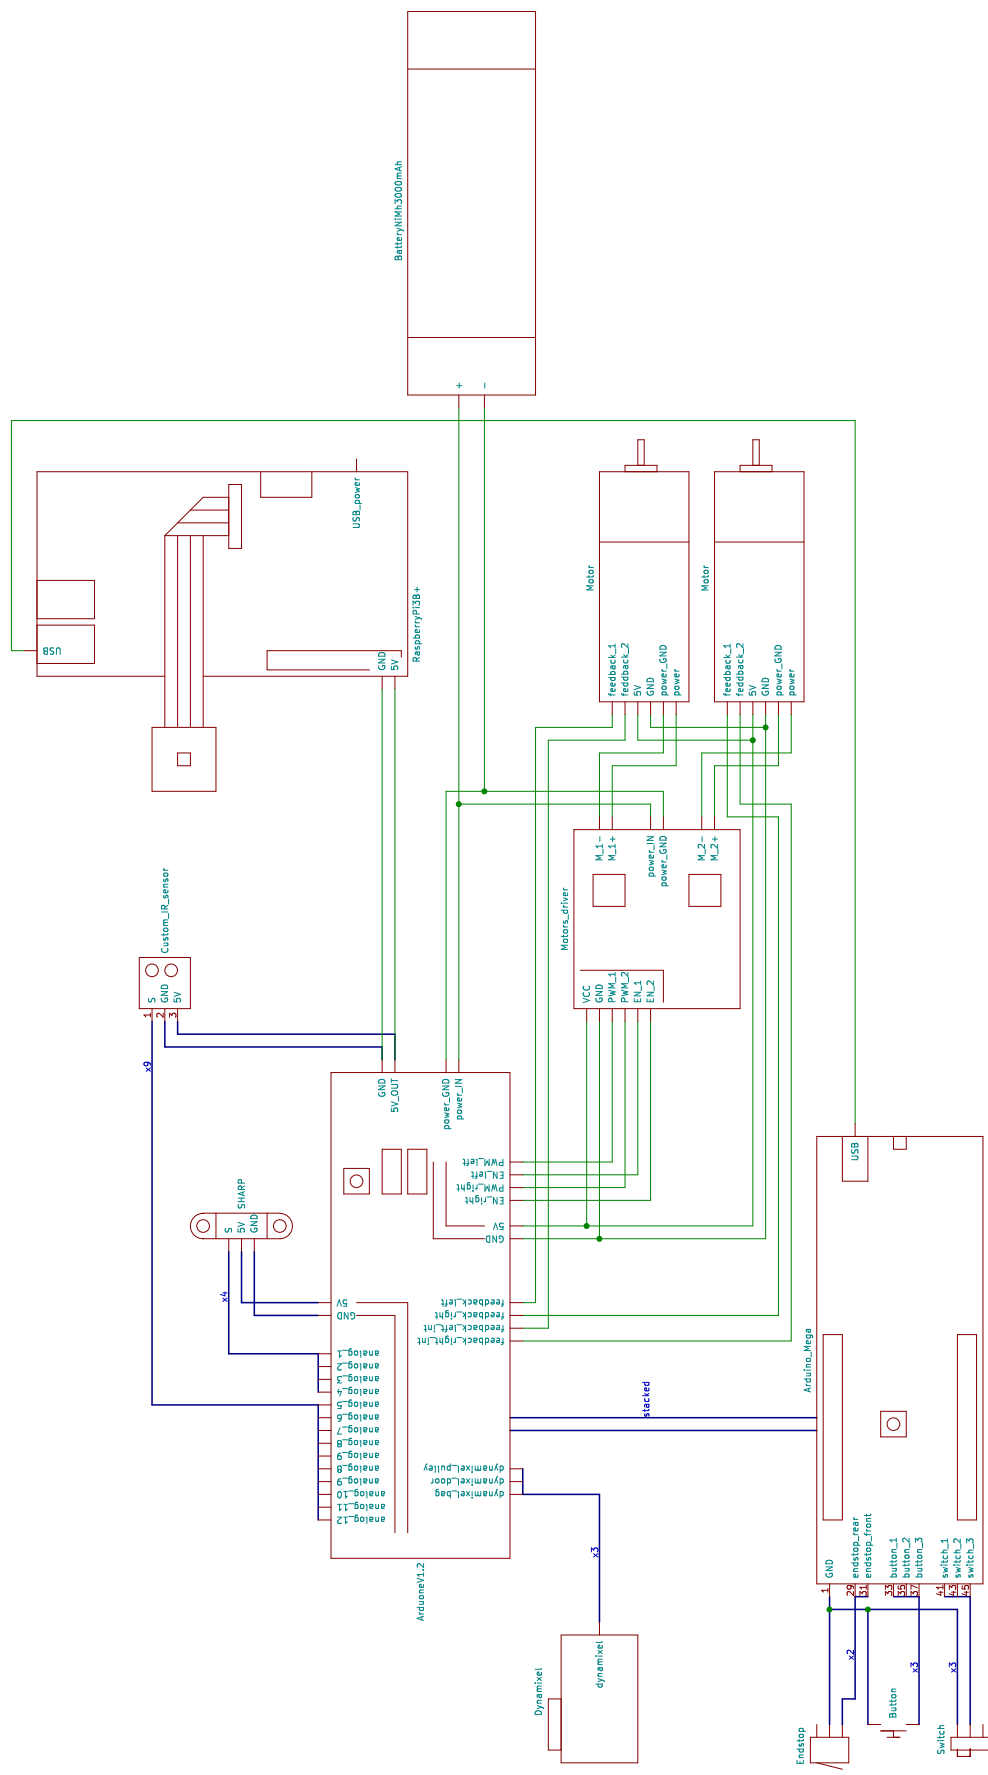 BatteryNiMh3000mAh
+
-
USB_power
RaspberryPi3B+
USB
GND
5V
Motor
feedback_1
feddback_2
5V
GND
power_GND
power
Motor
feedback_1
feddback_2
5V
GND
power_GND
power
Motors_driver
M_1-
M_1+
power_IN
power_GND
M_2-
M_2+
VCC
GND
PWM_1
PWM_2
EN_1
EN_2
Custom_IR_sensor
S
GND
5V
1
2
3
x9
SHARP
S
5V
GND
x4
GND
5V_OUT
power_GND
power_IN
PWM_left
EN_left
PWM_right
EN_right
5V
GND
5V
GND
feedback_left
feedback_right
feedback_left_int
feedback_right_int
analog_1
analog_2
analog_3
analog_4
analog_5
analog_6
analog_7
analog_8
analog_9
analog_8
analog_9
analog_10
analog_11
analog_12
dynamixel_pulley
dynamixel_door
dynamixel_bag
ArduoneV1.2
stacked
x3
Dynamixel
dynamixel
USB
Arduino_Mega
GND
endstop_rear
endstop_front
button_1
button_2
button_3
switch_1
switch_2
switch_3
1
29
31
33
35
37
41
43
45
x2
x3
x3
Endstop
Button
Switch